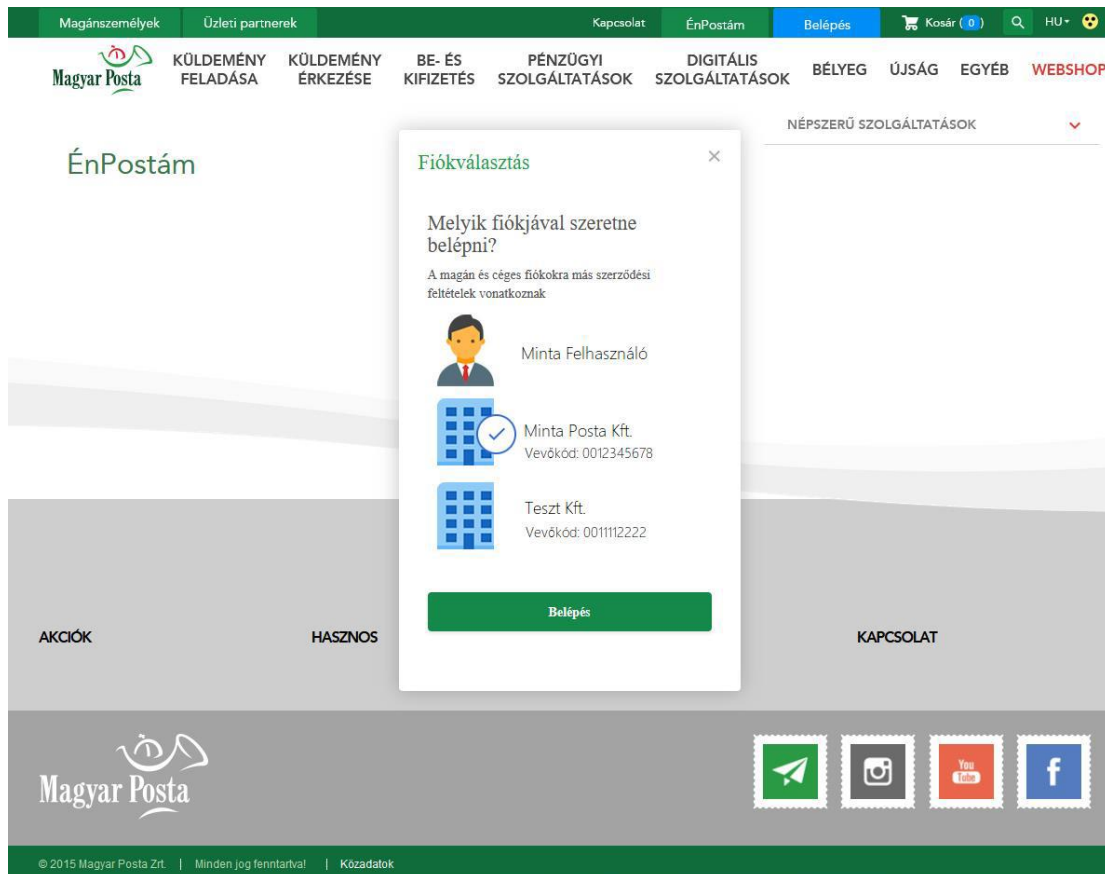 Magánszemélyek Üzleti partnerek Kapcsolat ÉnPostám Belépés Kosár ( 0 ) HU
Magyar Posta
KÜLDEMÉNY FELADÁSA
KÜLDEMÉNY ÉRKEZÉSE
BE- ÉS KIFIZETÉS
PÉNZÜGYI SZOLGÁLTATÁSOK
DIGITÁLIS SZOLGÁLTATÁSOK
BÉLYEG ÚJSÁG EGYÉB WEBSHOP
NÉPSZERŰ SZOLGÁLTATÁSOK
ÉnPostám
Fiókválasztás
Melyik fiókjával szeretne
belépni?
A magán és céges fiókokra más szerződési
feltételek vonatkoznak
Minta Felhasználó
Minta Posta Kft.
Vevőkód: 0012345678
Teszt Kft.
Vevőkód: 0011112222
Belépés
AKCIÓK HASZNOS KAPCSOLAT
Magyar Posta
You
Tube
f
© 2015 Magyar Posta Zrt. | Minden jog fenntartva! | Közadatok